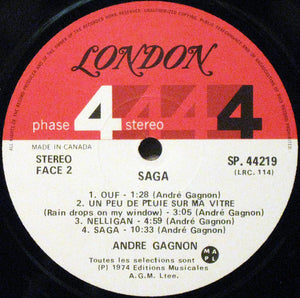 LONDON
phase 4 stereo
444
MADE IN CANADA
STEREO
FACE 2
SAGA
SP. 44219
(LRC. 114)
1. OUF - 1:28 (André Gagnon)
2. UN PEU DE PLUIE SUR MA VITRE
(Rain drops on my window) - 3:05 (André Gagnon)
3. NELLIGAN - 4:59 (André Gagnon)
4. SAGA - 10:33 (André Gagnon)
ANDRE GAGNON
Toutes les selections sont
(P) 1974 Editions Musicales
A.G.M. Ltee.
M A
P L